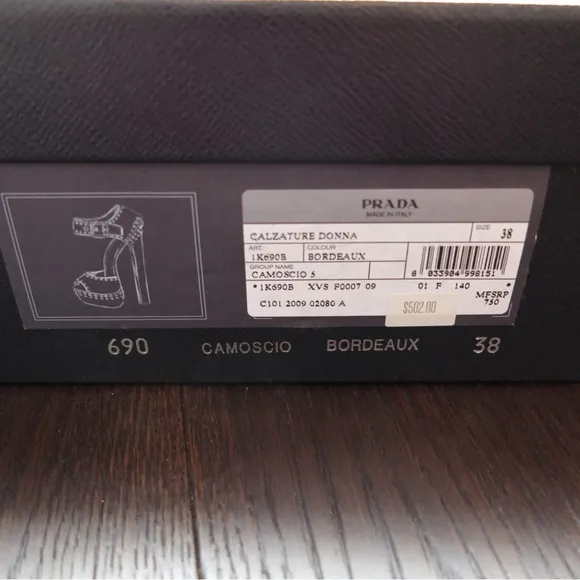 PRADA
MADE IN ITALY
CALZATURE DONNA SIZE 38
ART. COLOUR
1K690B BORDEAUX
GROUP NAME
CAMOSCIO 5
8 033904 998151
*1K690B XVS F0007 09 01 F 140 *
MFSRP
750
C101 2009 02080 A
$502.00
690 CAMOSCIO BORDEAUX 38